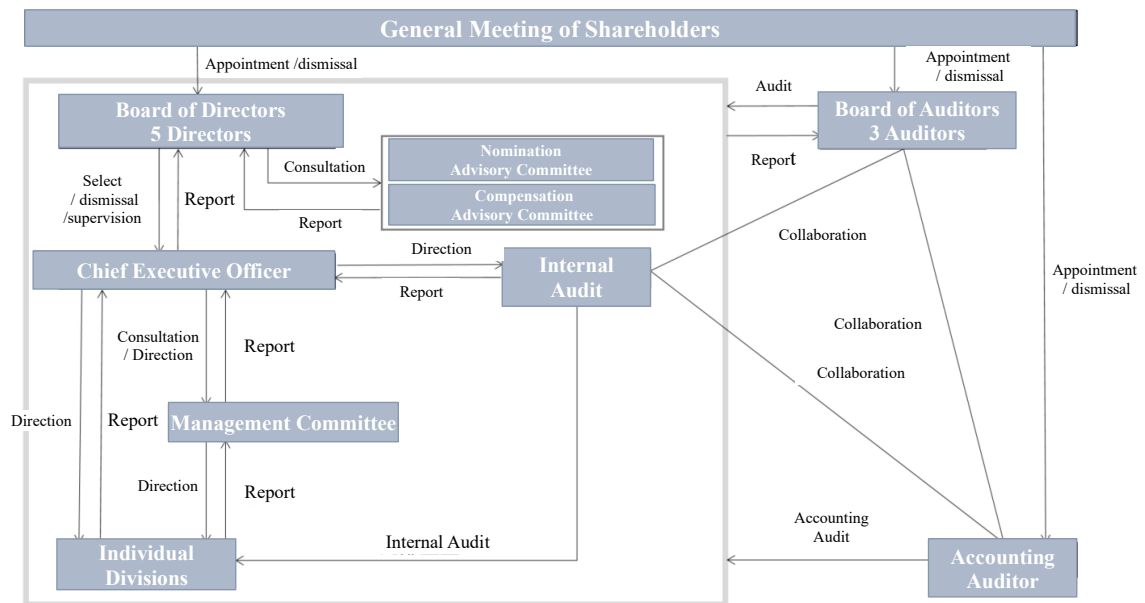 General Meeting of Shareholders
Appointment /dismissal
Appointment
/ dismissal
Audit
Board of Directors
5 Directors
Board of Auditors
3 Auditors
Report
Nomination
Advisory Committee
Consultation
Compensation
Advisory Committee
Report
Select
/ dismissal
/supervision
Report
Collaboration
Chief Executive Officer
Direction
Report
Internal
Audit
Appointment
/ dismissal
Consultation
/ Direction
Report
Collaboration
Collaboration
Direction
Report
Management Committee
Direction
Report
Accounting
Audit
Internal Audit
Individual
Divisions
Accounting
Auditor